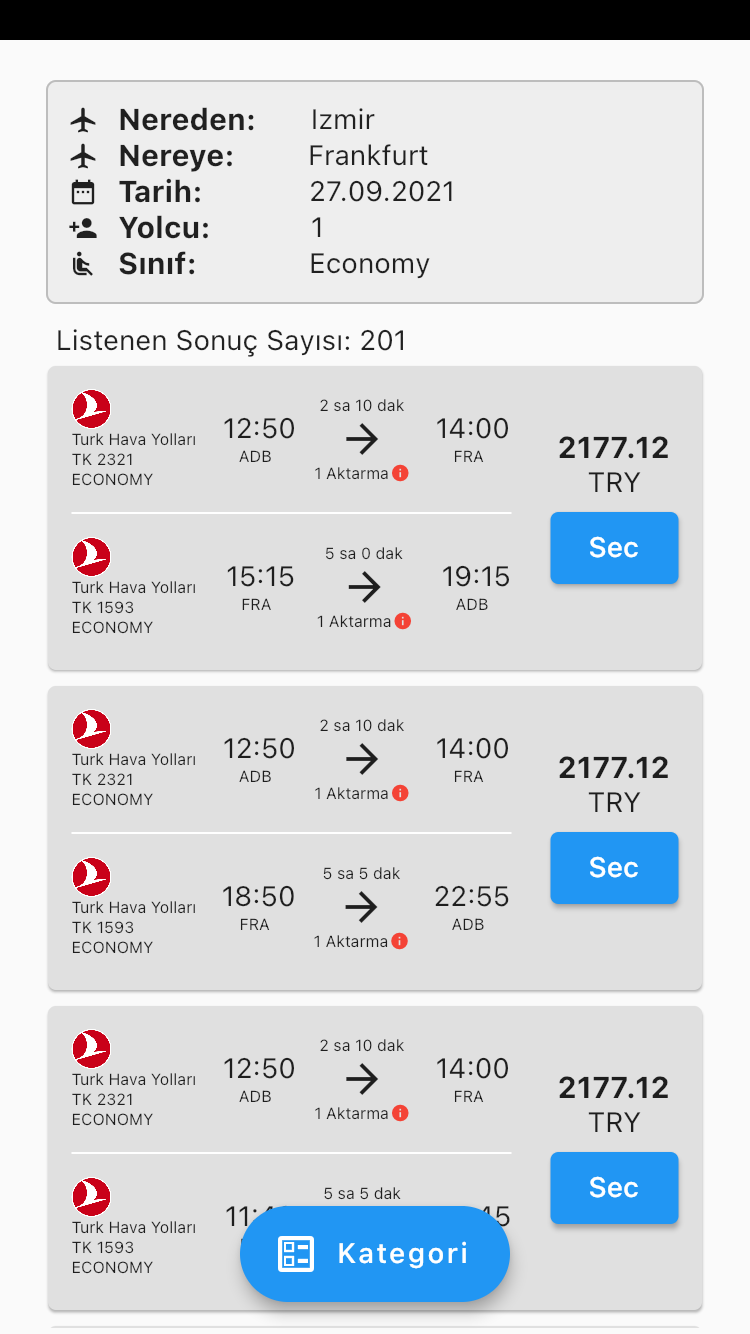 Nereden: Izmir
Nereye: Frankfurt
Tarih: 27.09.2021
Yolcu: 1
Sınıf: Economy
Listenen Sonuç Sayısı: 201
2 sa 10 dak
12:50 14:00
Turk Hava Yolları
ADB FRA
TK 2321
1 Aktarma
ECONOMY
2177.12
TRY
Sec
5 sa 0 dak
15:15 19:15
Turk Hava Yolları
FRA ADB
TK 1593
1 Aktarma
ECONOMY
2 sa 10 dak
12:50 14:00
Turk Hava Yolları
ADB FRA
TK 2321
1 Aktarma
ECONOMY
2177.12
TRY
Sec
5 sa 5 dak
18:50 22:55
Turk Hava Yolları
FRA ADB
TK 1593
1 Aktarma
ECONOMY
2 sa 10 dak
12:50 14:00
Turk Hava Yolları
ADB FRA
TK 2321
1 Aktarma
ECONOMY
2177.12
TRY
Sec
5 sa 5 dak
Turk Hava Yolları
TK 1593
ECONOMY
Kategori